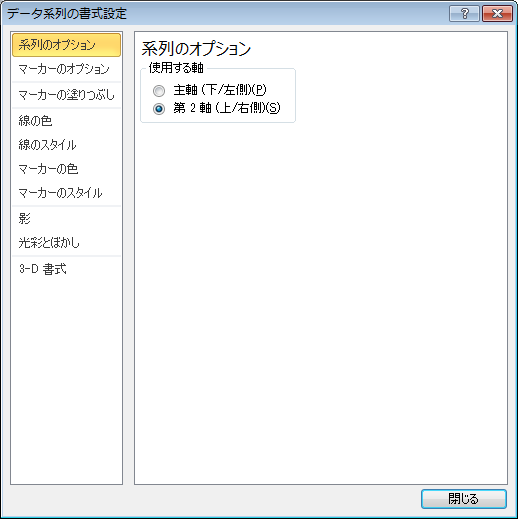 データ系列の書式設定
系列のオプション
マーカーのオプション
マーカーの塗りつぶし
線の色
線のスタイル
マーカーの色
マーカーのスタイル
影
光彩とぼかし
3-D 書式
系列のオプション
使用する軸
主軸 (下/左側)(P)
第 2 軸 (上/右側)(S)
閉じる